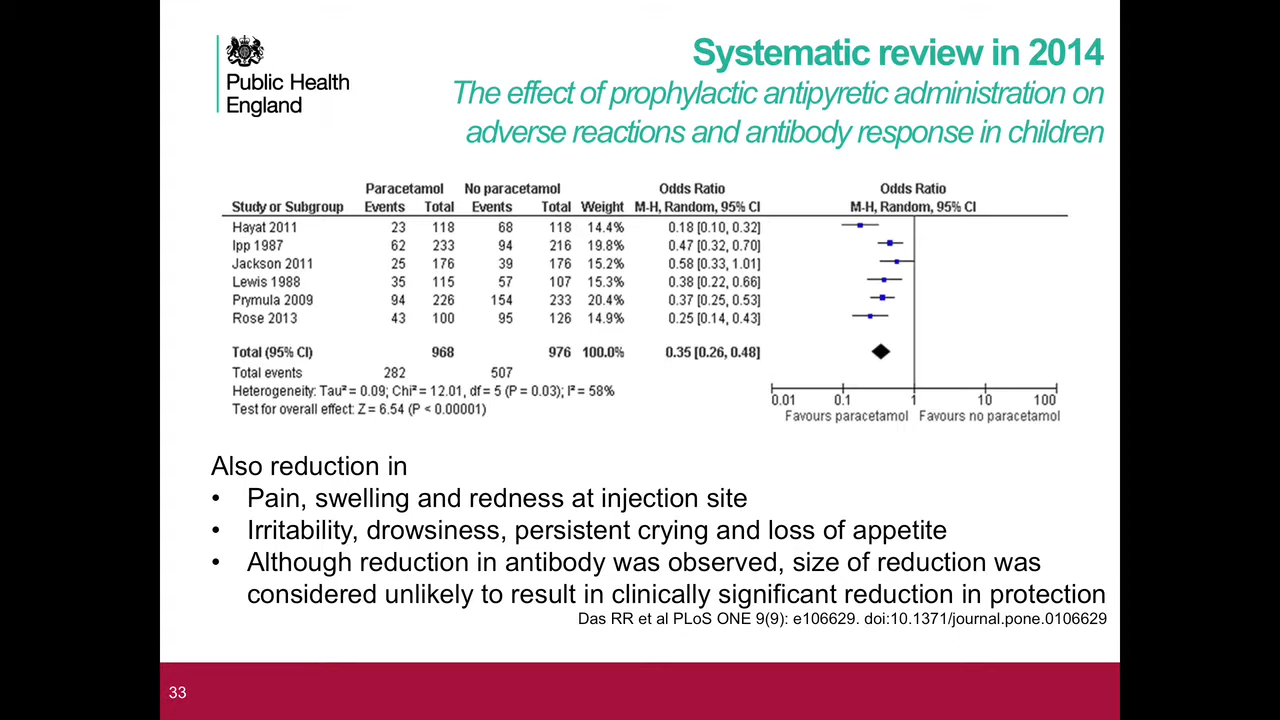 Public Health
England
Systematic review in 2014
The effect of prophylactic antipyretic administration on
adverse reactions and antibody response in children
Paracetamol No paracetamol Odds Ratio Odds Ratio
Study or Subgroup Events Total Events Total Weight M-H, Random, 95% CI M-H, Random, 95% CI
Hayat 2011 23 118 68 118 14.4% 0.18 [0.10, 0.32]
Ipp 1987 62 233 94 216 19.8% 0.47 [0.32, 0.70]
Jackson 2011 25 176 39 176 15.2% 0.58 [0.33, 1.01]
Lewis 1988 35 115 57 107 15.3% 0.38 [0.22, 0.66]
Prymula 2009 94 226 154 233 20.4% 0.37 [0.25, 0.53]
Rose 2013 43 100 95 126 14.9% 0.25 [0.14, 0.43]
Total (95% CI) 968 976 100.0% 0.35 [0.26, 0.48]
Total events 282 507
Heterogeneity: Tau² = 0.09; Chi² = 12.01, df = 5 (P = 0.03); I² = 58%
Test for overall effect: Z = 6.54 (P < 0.00001)
0.01 0.1 1 10 100
Favours paracetamol Favours no paracetamol
Also reduction in
• Pain, swelling and redness at injection site
• Irritability, drowsiness, persistent crying and loss of appetite
• Although reduction in antibody was observed, size of reduction was
considered unlikely to result in clinically significant reduction in protection
Das RR et al PLoS ONE 9(9): e106629. doi:10.1371/journal.pone.0106629
33